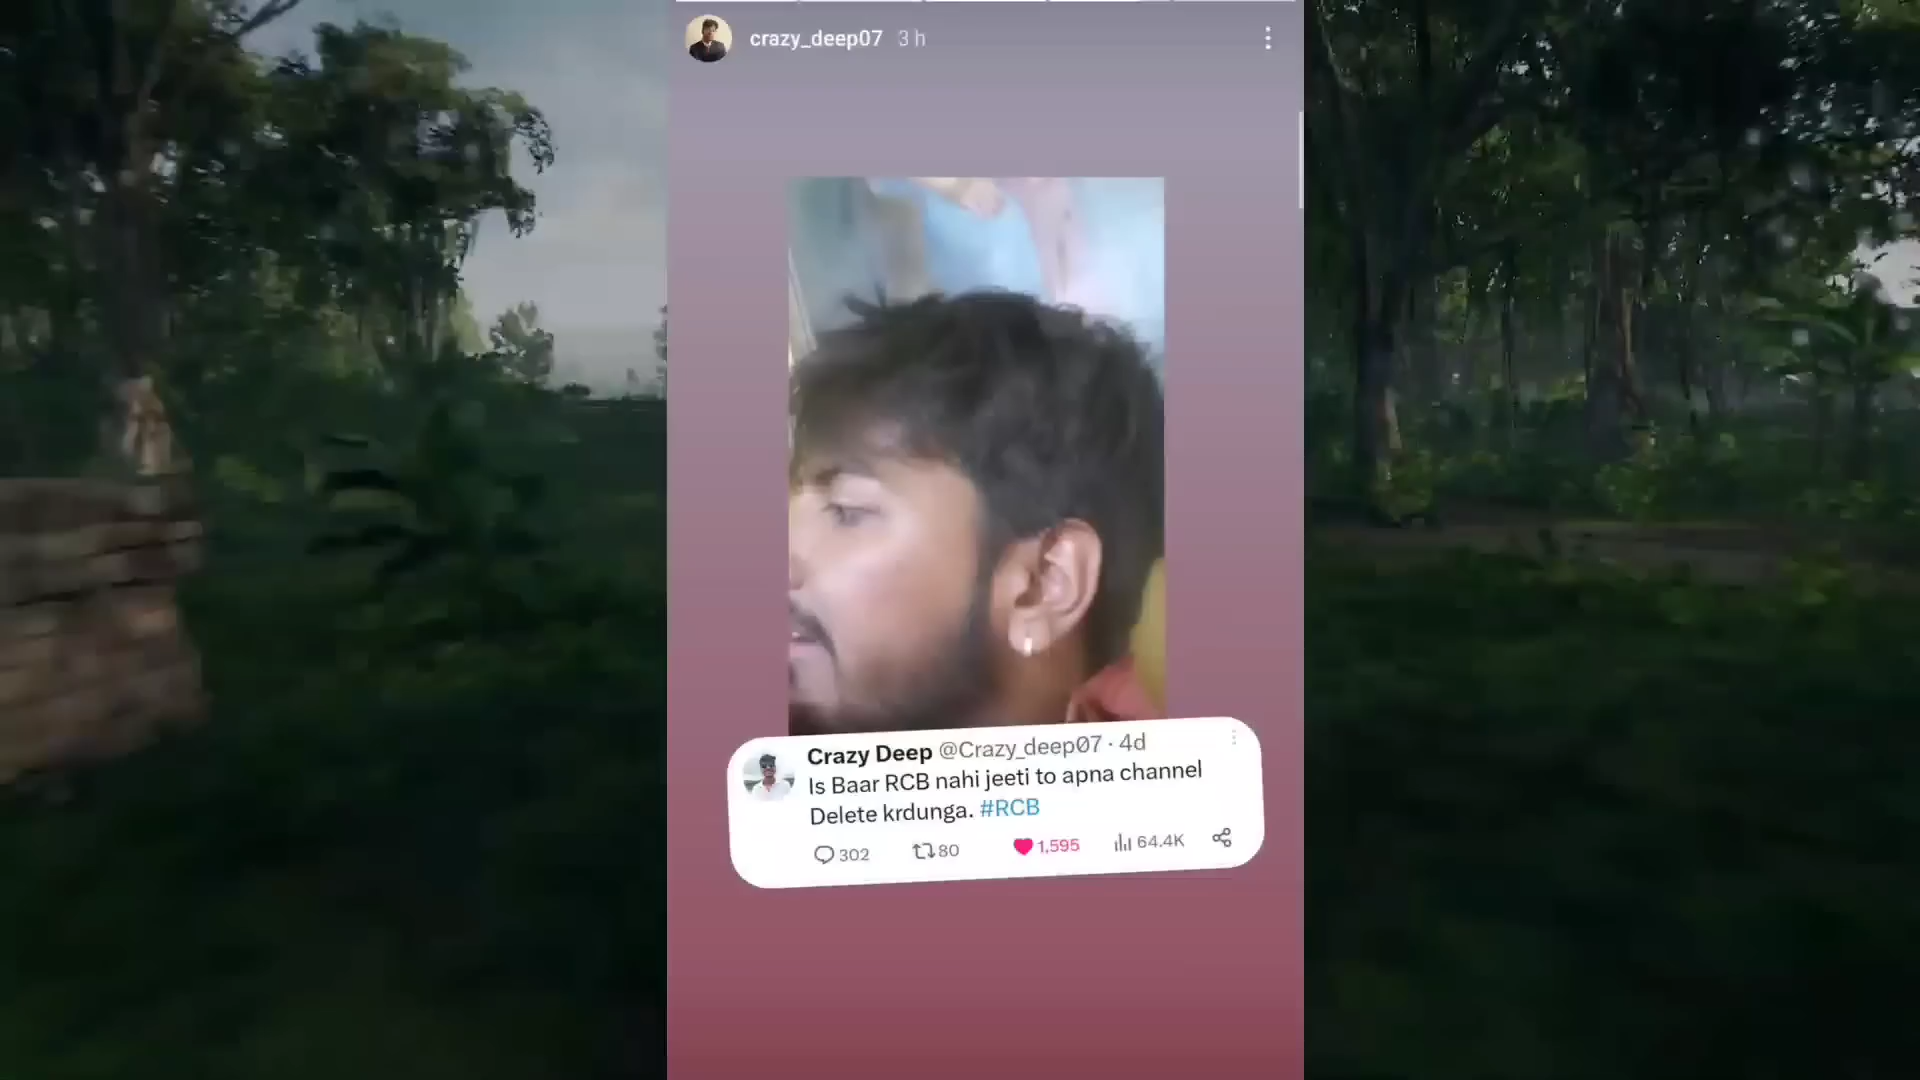 crazy_deep07 3 h
Crazy Deep @Crazy_deep07 · 4d
Is Baar RCB nahi jeeti to apna channel
Delete krdunga. #RCB
302 80 1,595 64.4K